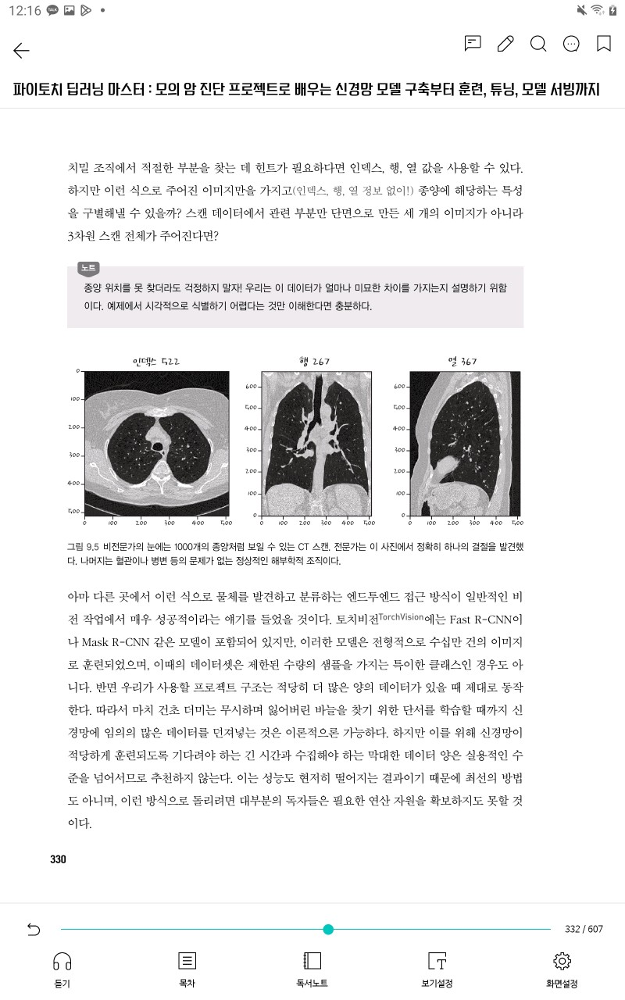 12:16
파이토치 딥러닝 마스터 : 모의 암 진단 프로젝트로 배우는 신경망 모델 구축부터 훈련, 튜닝, 모델 서빙까지
치밀 조직에서 적절한 부분을 찾는 데 힌트가 필요하다면 인덱스, 행, 열 값을 사용할 수 있다.
하지만 이런 식으로 주어진 이미지만을 가지고(인덱스, 행, 열 정보 없이!) 종양에 해당하는 특성
을 구별해낼 수 있을까? 스캔 데이터에서 관련 부분만 단면으로 만든 세 개의 이미지가 아니라
3차원 스캔 전체가 주어진다면?
노트
종양 위치를 못 찾더라도 걱정하지 말자! 우리는 이 데이터가 얼마나 미묘한 차이를 가지는지 설명하기 위함
이다. 예제에서 시각적으로 식별하기 어렵다는 것만 이해한다면 충분하다.
인덱스 522 행 267 열 367
0
100
200
300
400
500
0 100 200 300 400 500
600
500
400
300
200
100
0
0 100 200 300 400 500
600
500
400
300
200
100
0
0 100 200 300 400 500
그림 9.5 비전문가의 눈에는 1000개의 종양처럼 보일 수 있는 CT 스캔. 전문가는 이 사진에서 정확히 하나의 결절을 발견했
다. 나머지는 혈관이나 병변 등의 문제가 없는 정상적인 해부학적 조직이다.
아마 다른 곳에서 이런 식으로 물체를 발견하고 분류하는 엔드투엔드 접근 방식이 일반적인 비
전 작업에서 매우 성공적이라는 얘기를 들었을 것이다. 토치비전TorchVision에는 Fast R-CNN이
나 Mask R-CNN 같은 모델이 포함되어 있지만, 이러한 모델은 전형적으로 수십만 건의 이미지
로 훈련되었으며, 이때의 데이터셋은 제한된 수량의 샘플을 가지는 특이한 클래스인 경우도 아
니다. 반면 우리가 사용할 프로젝트 구조는 적당히 더 많은 양의 데이터가 있을 때 제대로 동작
한다. 따라서 마치 건초 더미는 무시하며 잃어버린 바늘을 찾기 위한 단서를 학습할 때까지 신
경망에 임의의 많은 데이터를 던져넣는 것은 이론적으론 가능하다. 하지만 이를 위해 신경망이
적당하게 훈련되도록 기다려야 하는 긴 시간과 수집해야 하는 막대한 데이터 양은 실용적인 수
준을 넘어서므로 추천하지 않는다. 이는 성능도 현저히 떨어지는 결과이기 때문에 최선의 방법
도 아니며, 이런 방식으로 돌리려면 대부분의 독자들은 필요한 연산 자원을 확보하지도 못할 것
이다.
330
332 / 607
듣기 목차 독서노트 보기설정 화면설정